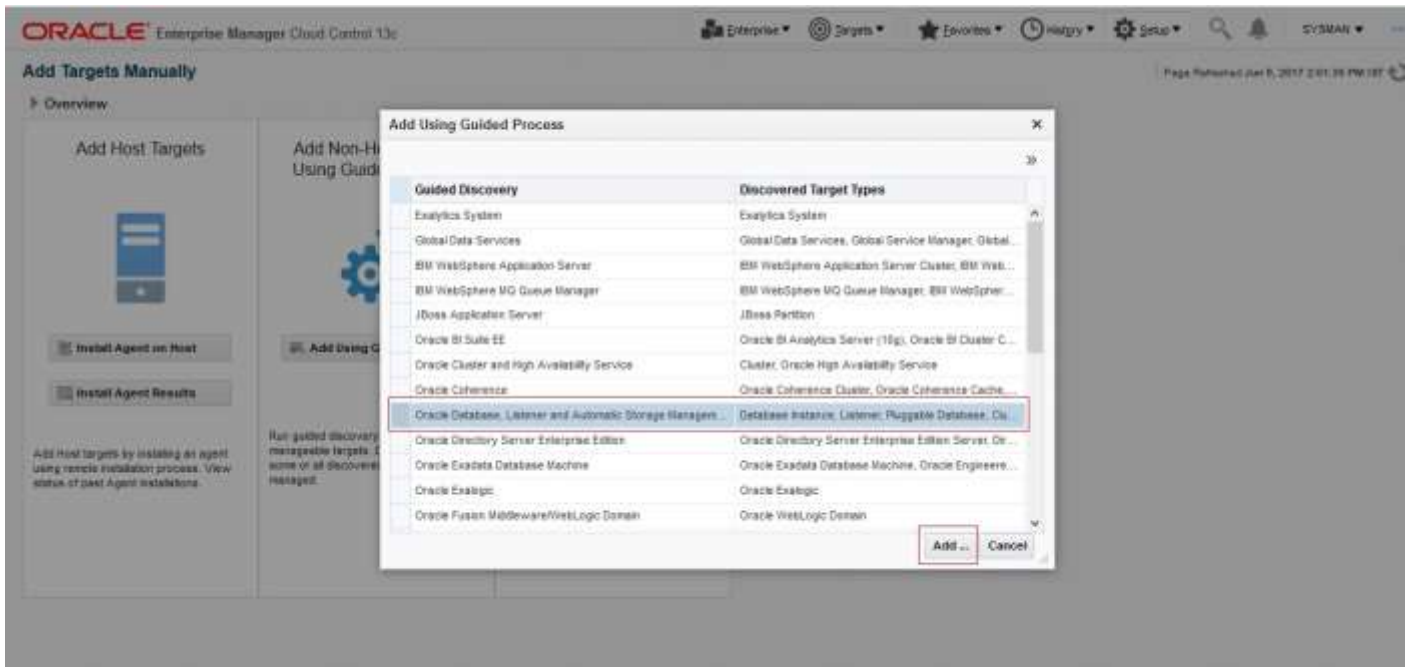 ORACLE Enterprise Manager Cloud Control 13c
Enterprise Targets Favorites History Setup SYSMAN
Add Targets Manually
Page Refreshed 2017 PM IST
Overview
Add Host Targets
Install Agent on Host
Install Agent Results
Add Host targets by installing an agent
using remote installation process. View
status of past Agent installations.
Add Non-H
Using Guid
Add Using G
Run guided discovery
manageable targets.
some or all discovere
managed.
Add Using Guided Process
Guided Discovery Discovered Target Types
Exalytics System Exalytics System
Global Data Services Global Data Services, Global Service Manager, Global...
IBM WebSphere Application Server IBM WebSphere Application Server Cluster, IBM Web...
IBM WebSphere MQ Queue Manager IBM WebSphere MQ Queue Manager, IBM WebSpher...
JBoss Application Server JBoss Partition
Oracle BI Suite EE Oracle BI Analytics Server (10g), Oracle BI Cluster C...
Oracle Cluster and High Availability Service Cluster, Oracle High Availability Service
Oracle Coherence Oracle Coherence Cluster, Oracle Coherence Cache,...
Oracle Database, Listener and Automatic Storage Managem... Database Instance, Listener, Pluggable Database, Clu...
Oracle Directory Server Enterprise Edition Oracle Directory Server Enterprise Edition Server, Dir...
Oracle Exadata Database Machine Oracle Exadata Database Machine, Oracle Engineere...
Oracle Exalogic Oracle Exalogic
Oracle Fusion Middleware/WebLogic Domain Oracle WebLogic Domain
Add ... Cancel